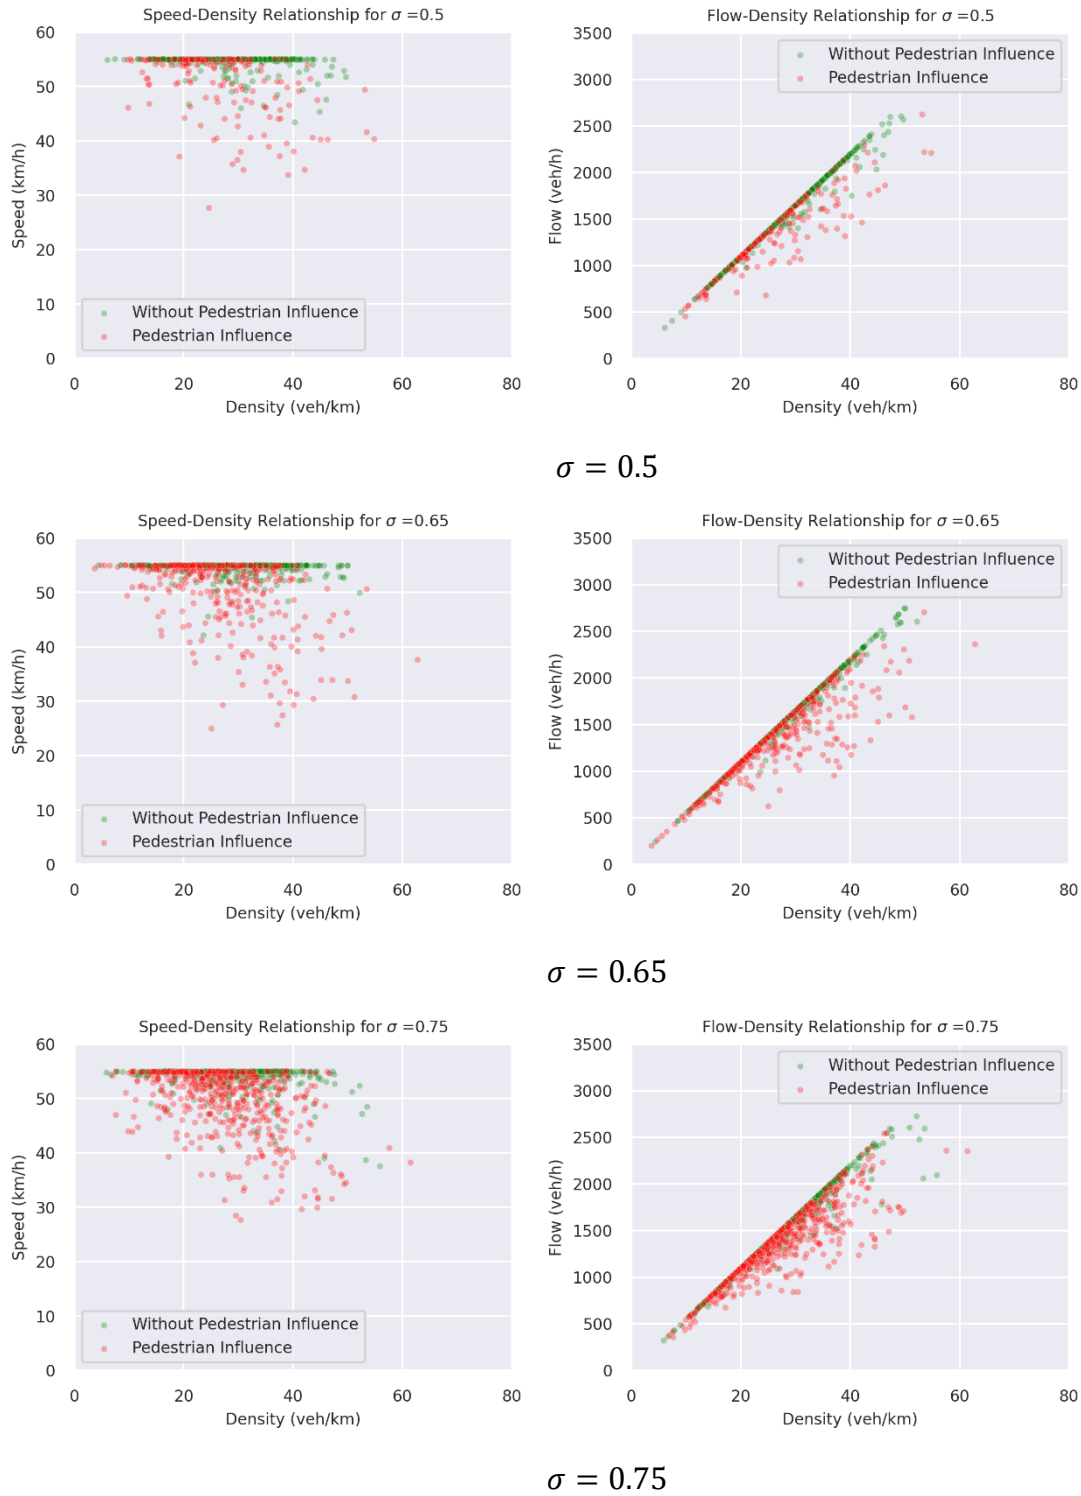 Speed-Density Relationship for σ =0.5
60
50
40
30
20
10
0
Speed (km/h)
Without Pedestrian Influence
Pedestrian Influence
0 20 40 60 80
Density (veh/km)
Flow-Density Relationship for σ =0.5
3500
3000
2500
2000
1500
1000
500
0
Flow (veh/h)
Without Pedestrian Influence
Pedestrian Influence
0 20 40 60 80
Density (veh/km)
σ = 0.5
Speed-Density Relationship for σ =0.65
60
50
40
30
20
10
0
Speed (km/h)
Without Pedestrian Influence
Pedestrian Influence
0 20 40 60 80
Density (veh/km)
Flow-Density Relationship for σ =0.65
3500
3000
2500
2000
1500
1000
500
0
Flow (veh/h)
Without Pedestrian Influence
Pedestrian Influence
0 20 40 60 80
Density (veh/km)
σ = 0.65
Speed-Density Relationship for σ =0.75
60
50
40
30
20
10
0
Speed (km/h)
Without Pedestrian Influence
Pedestrian Influence
0 20 40 60 80
Density (veh/km)
Flow-Density Relationship for σ =0.75
3500
3000
2500
2000
1500
1000
500
0
Flow (veh/h)
Without Pedestrian Influence
Pedestrian Influence
0 20 40 60 80
Density (veh/km)
σ = 0.75